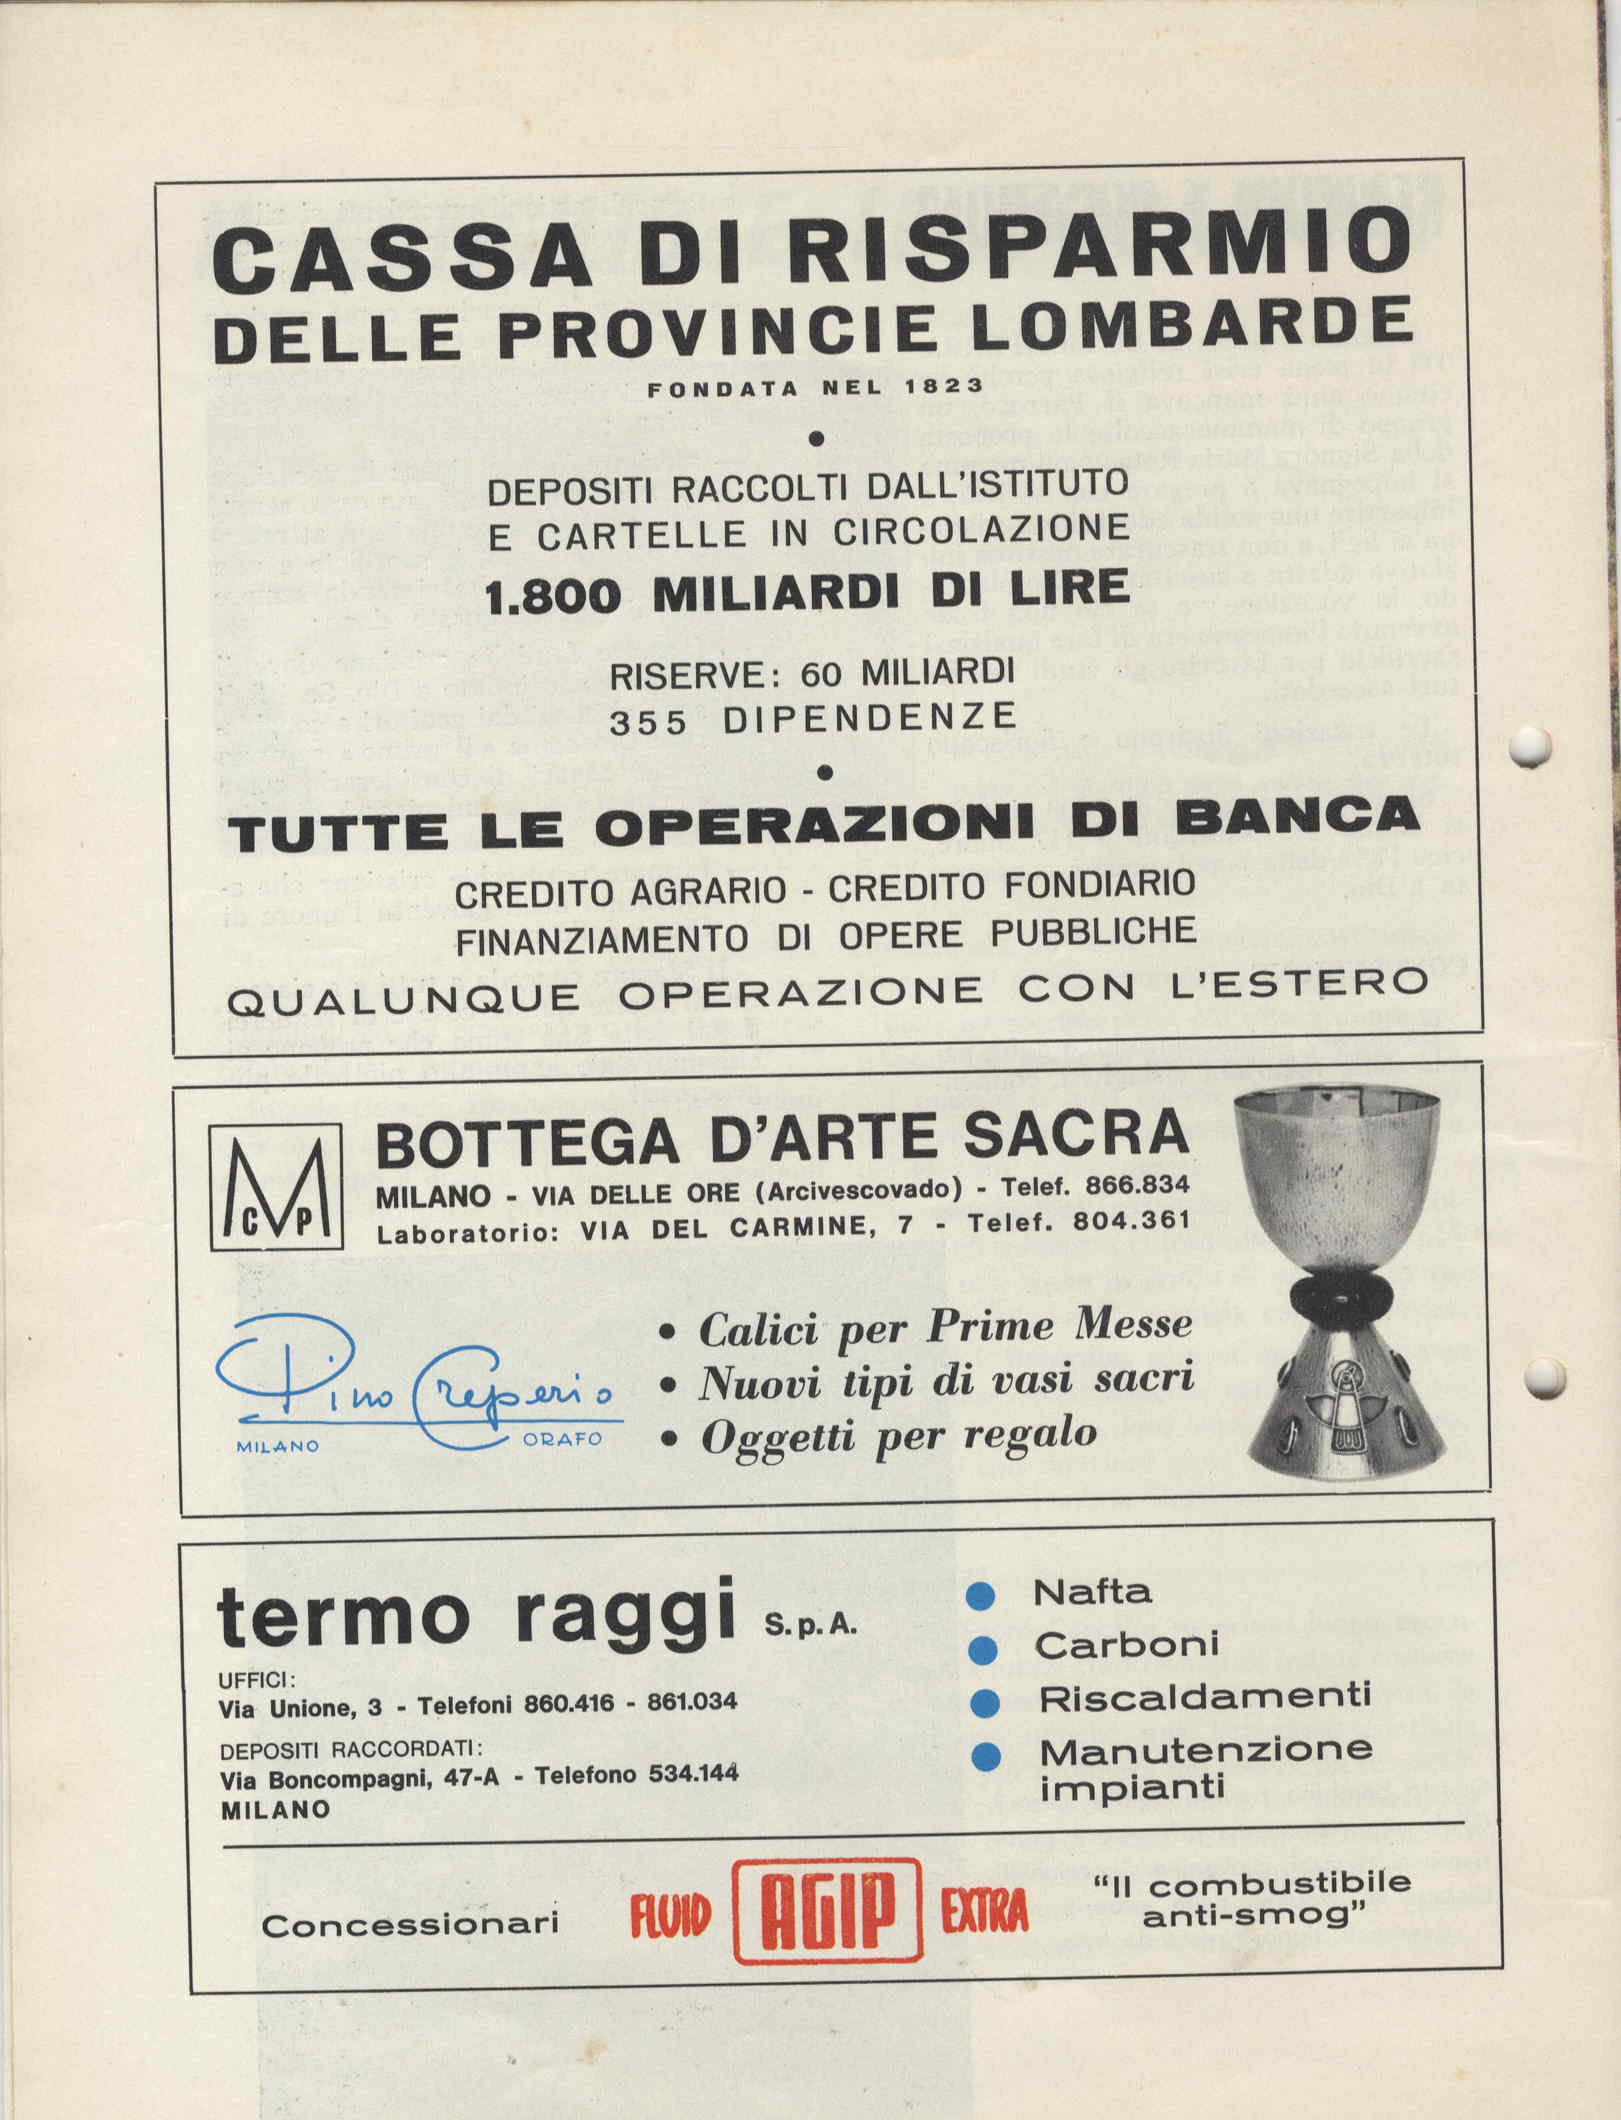 CASSA DI RISPARMIO
DELLE PROVINCIE LOMBARDE
FONDATA NEL 1823
•
DEPOSITI RACCOLTI DALL'ISTITUTO
E CARTELLE IN CIRCOLAZIONE
1.800 MILIARDI DI LIRE
RISERVE: 60 MILIARDI
355 DIPENDENZE
•
TUTTE LE OPERAZIONI DI BANCA
CREDITO AGRARIO - CREDITO FONDIARIO
FINANZIAMENTO DI OPERE PUBBLICHE
QUALUNQUE OPERAZIONE CON L'ESTERO
M
C P
BOTTEGA D'ARTE SACRA
MILANO - VIA DELLE ORE (Arcivescovado) - Telef. 866.834
Laboratorio: VIA DEL CARMINE, 7 - Telef. 804.361
Pino Creperio
MILANO ORAFO
• Calici per Prime Messe
• Nuovi tipi di vasi sacri
• Oggetti per regalo
termo raggi S.p.A.
UFFICI:
Via Unione, 3 - Telefoni 860.416 - 861.034
DEPOSITI RACCORDATI:
Via Boncompagni, 47-A - Telefono 534.144
MILANO
● Nafta
● Carboni
● Riscaldamenti
● Manutenzione
impianti
Concessionari
FLUID AGIP EXTRA
“Il combustibile
anti-smog”